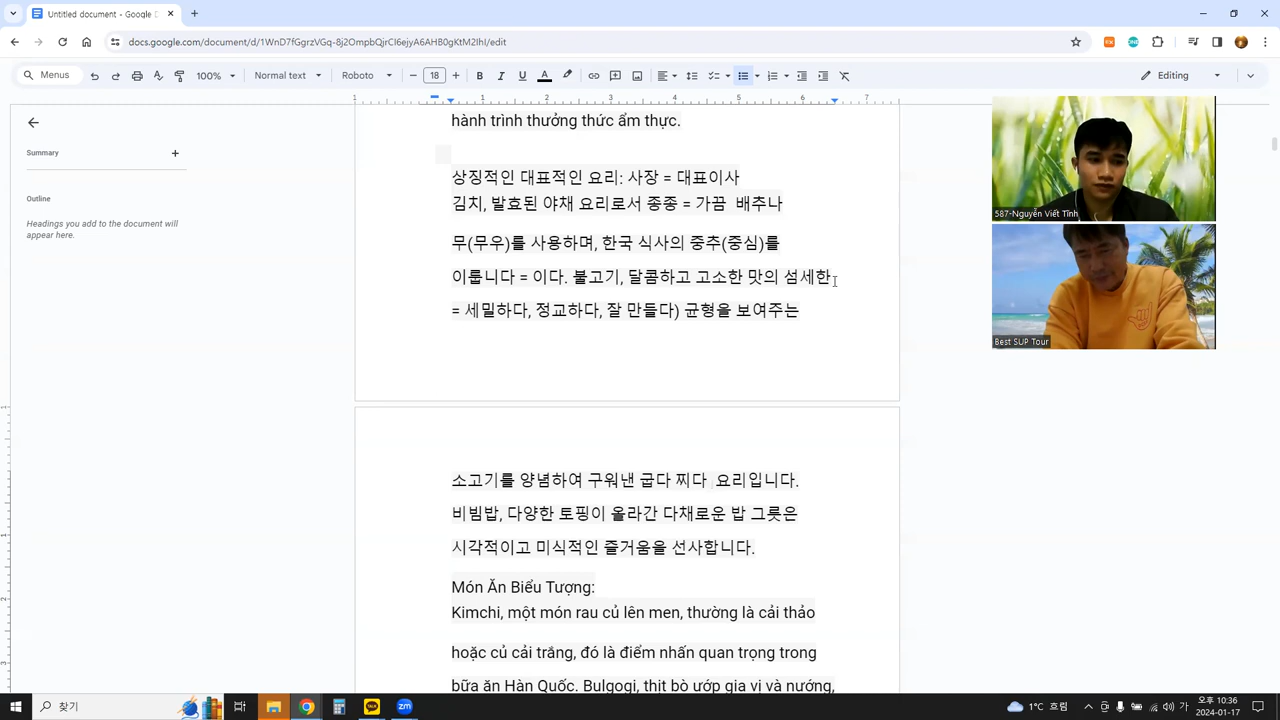 Untitled document - Google D
docs.google.com/document/d/1WnD7fGgrzVGq-8j2OmpbQjrCl6ejvA6AHB0gKtM2IhI/edit
Menus
100%
Normal text
Roboto
18
Editing
1
1
2
3
4
5
6
7
Summary
Outline
Headings you add to the document will
appear here.
hành trình thưởng thức ẩm thực.
상징적인 대표적인 요리: 사장 = 대표이사
김치, 발효된 야채 요리로서 종종 = 가끔 배추나
무(무우)를 사용하며, 한국 식사의 중추(중심)를
이룹니다 = 이다. 불고기, 달콤하고 고소한 맛의 섬세한
= 세밀하다, 정교하다, 잘 만들다) 균형을 보여주는
소고기를 양념하여 구워낸 굽다 찌다 요리입니다.
비빔밥, 다양한 토핑이 올라간 다채로운 밥 그릇은
시각적이고 미식적인 즐거움을 선사합니다.
Món Ăn Biểu Tượng:
Kimchi, một món rau củ lên men, thường là cải thảo
hoặc củ cải trắng, đó là điểm nhấn quan trọng trong
bữa ăn Hàn Quốc. Bulgogi, thịt bò ướp gia vị và nướng,
587-Nguyễn Viết Tĩnh
Best SUP Tour
찾기
1°C 흐림
오후 10:36
2024-01-17